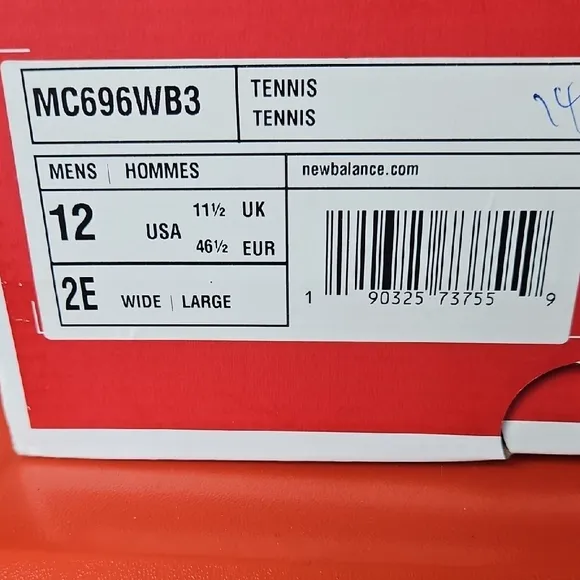 MC696WB3
TENNIS
TENNIS
MENS | HOMMES
newbalance.com
12 USA 11½ UK
46½ EUR
2E WIDE | LARGE
1 90325 73755 9